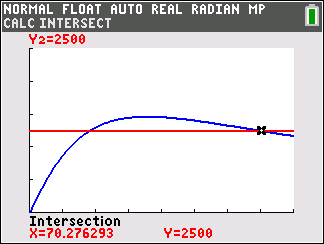 NORMAL FLOAT AUTO REAL RADIAN MP
CALC INTERSECT
Y2=2500
Intersection
X=70.276293 Y=2500